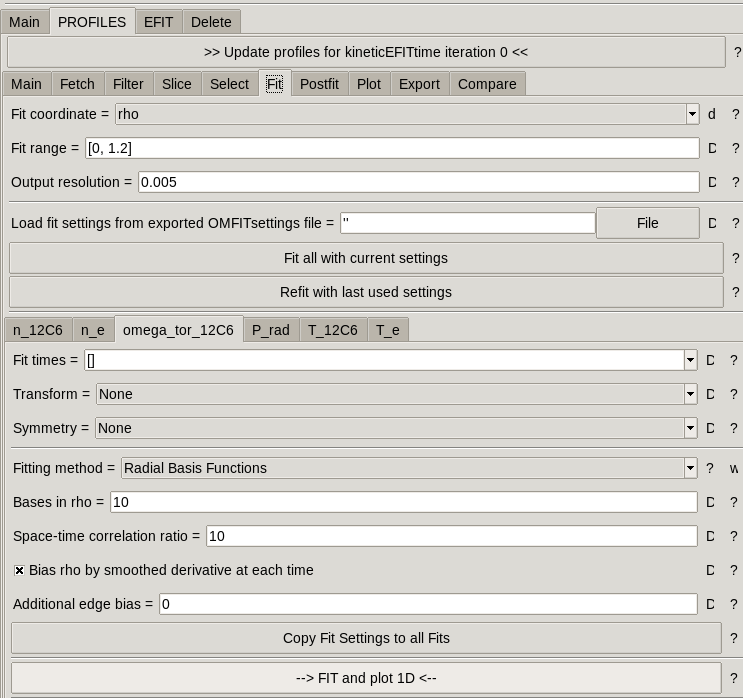 Main PROFILES EFIT Delete
>> Update profiles for kineticEFITtime iteration 0 << ?
Main Fetch Filter Slice Select Fit Postfit Plot Export Compare
Fit coordinate = rho d ?
Fit range = [0, 1.2] D ?
Output resolution = 0.005 D ?
Load fit settings from exported OMFITsettings file = '' File D ?
Fit all with current settings ?
Refit with last used settings ?
n_12C6 n_e omega_tor_12C6 P_rad T_12C6 T_e
Fit times = [] D ?
Transform = None D ?
Symmetry = None D ?
Fitting method = Radial Basis Functions ? w
Bases in rho = 10 D ?
Space-time correlation ratio = 10 D ?
Bias rho by smoothed derivative at each time D ?
Additional edge bias = 0 D ?
Copy Fit Settings to all Fits ?
--> FIT and plot 1D <-- ?